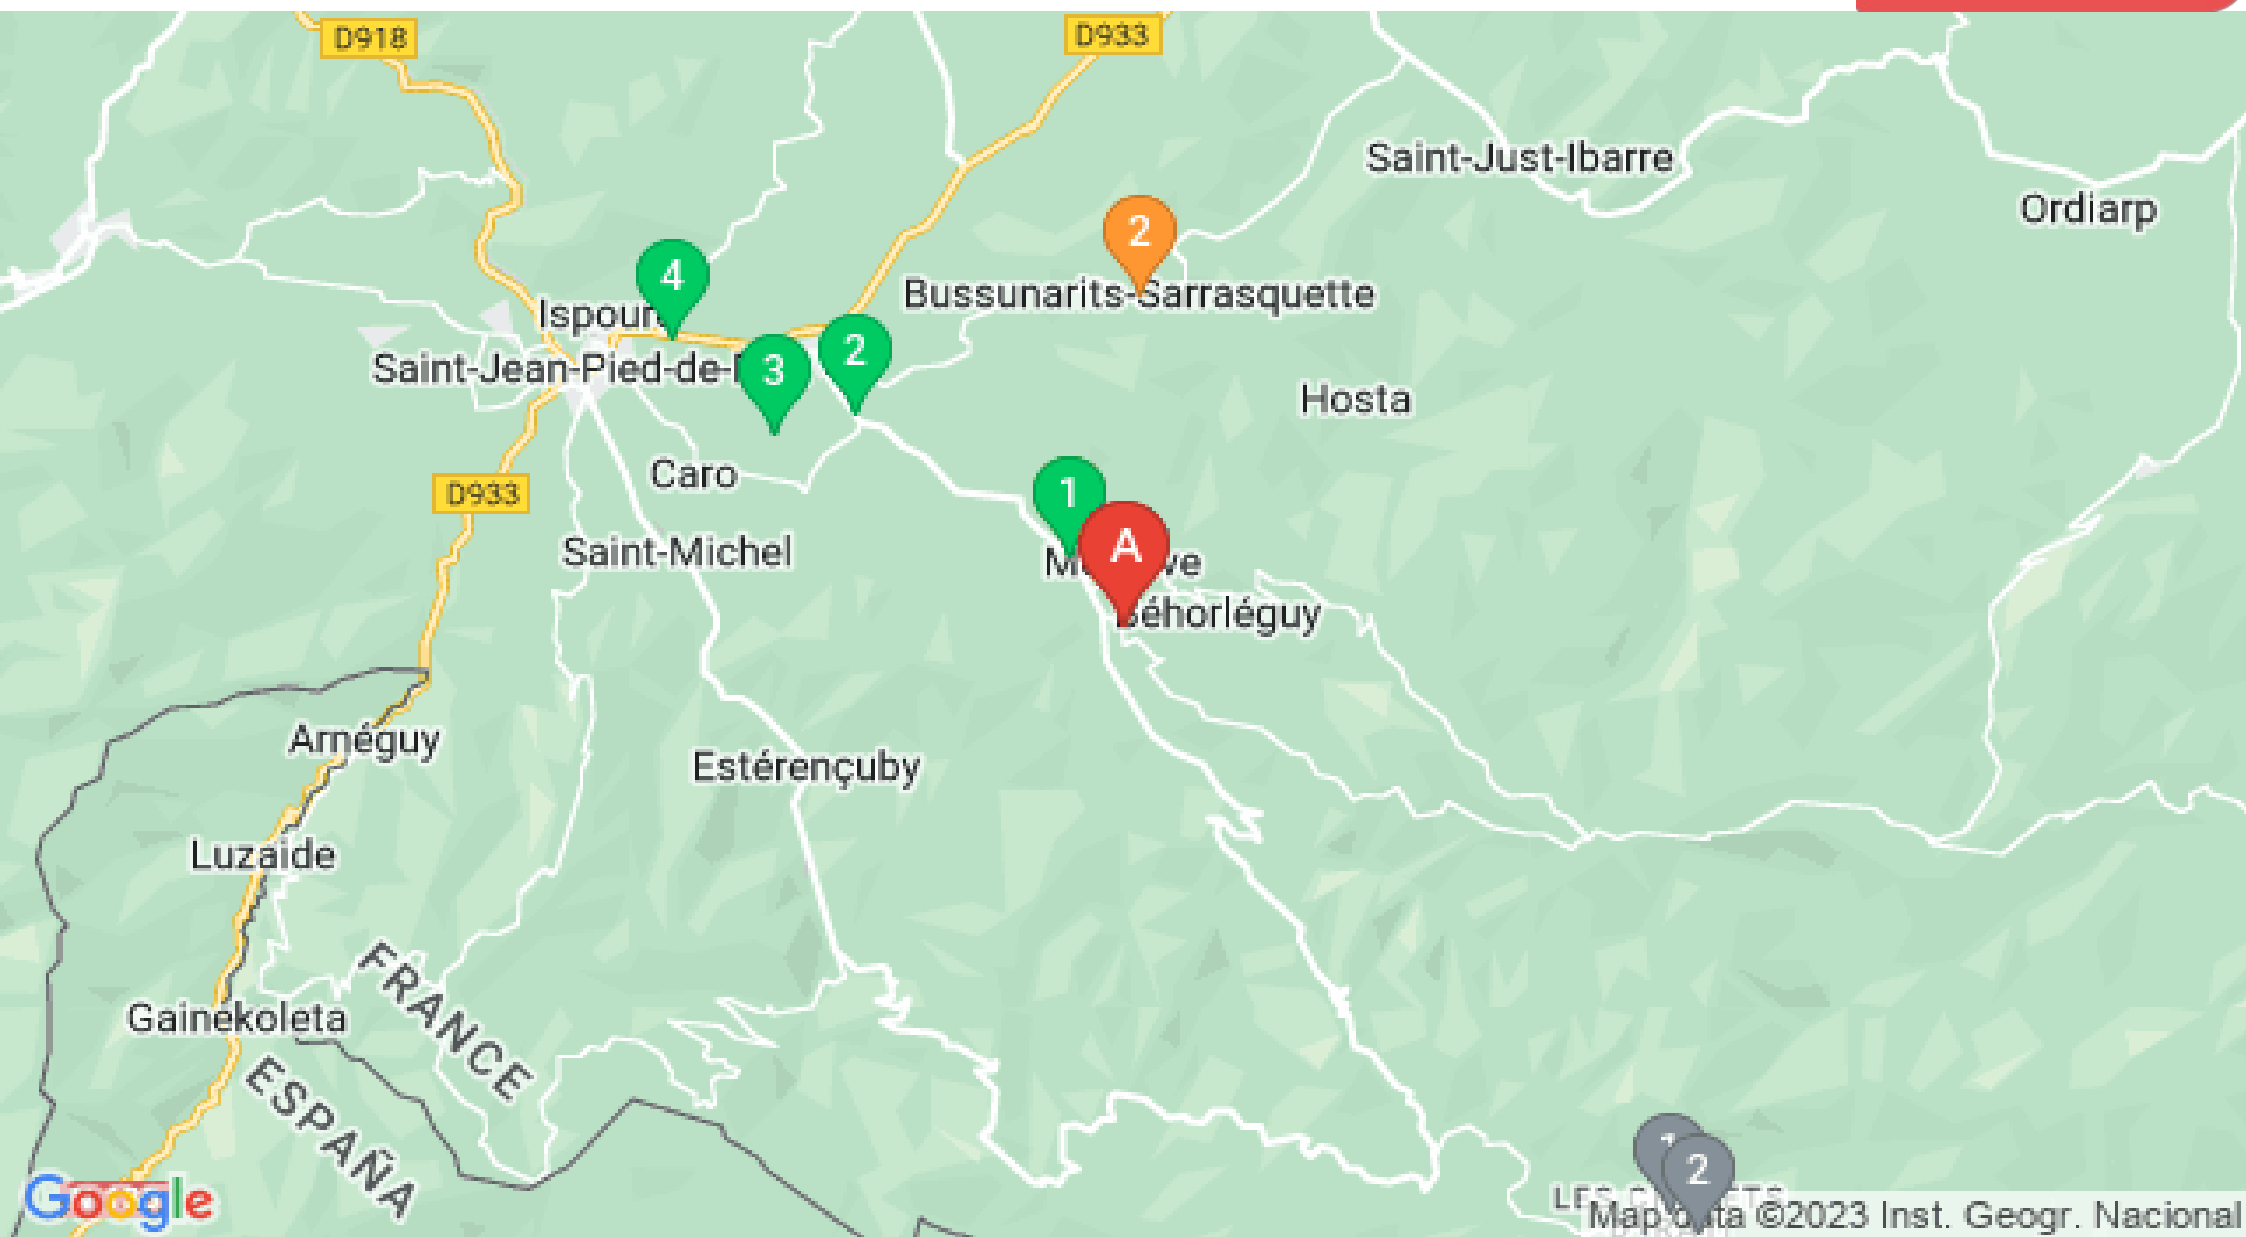 D918
D933
Saint-Just-Ibarre
Ordiarp
2
4
Bussunarits-Sarrasquette
Ispoure
2
Saint-Jean-Pied-de-
3
Hosta
Caro
1
D933
A
Saint-Michel
Béhorléguy
Arnéguy
Estérençuby
Luzaide
FRANCE
Gainekoleta
ESPAÑA
1
2
Google
LES
Map data ©2023 Inst. Geogr. Nacional